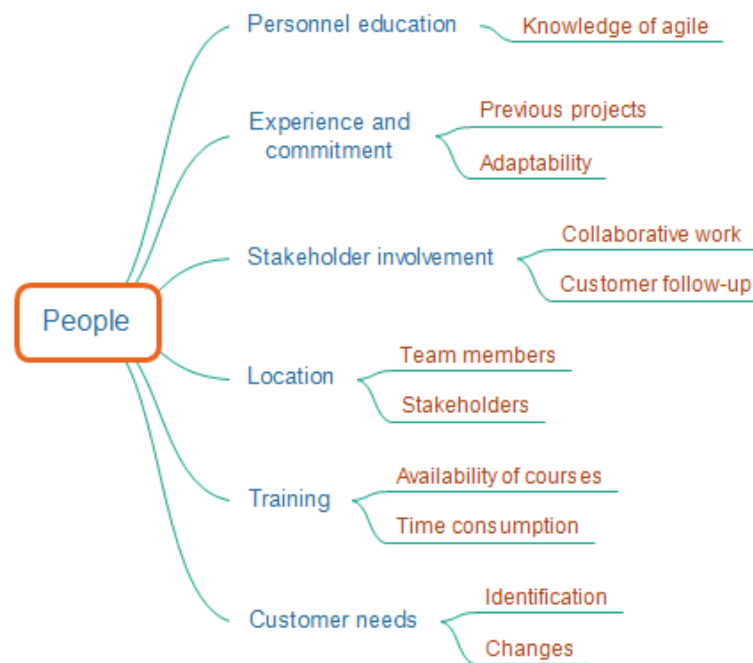 People
Personnel education
Knowledge of agile
Experience and
commitment
Previous projects
Adaptability
Stakeholder involvement
Collaborative work
Customer follow-up
Location
Team members
Stakeholders
Training
Availability of courses
Time consumption
Customer needs
Identification
Changes